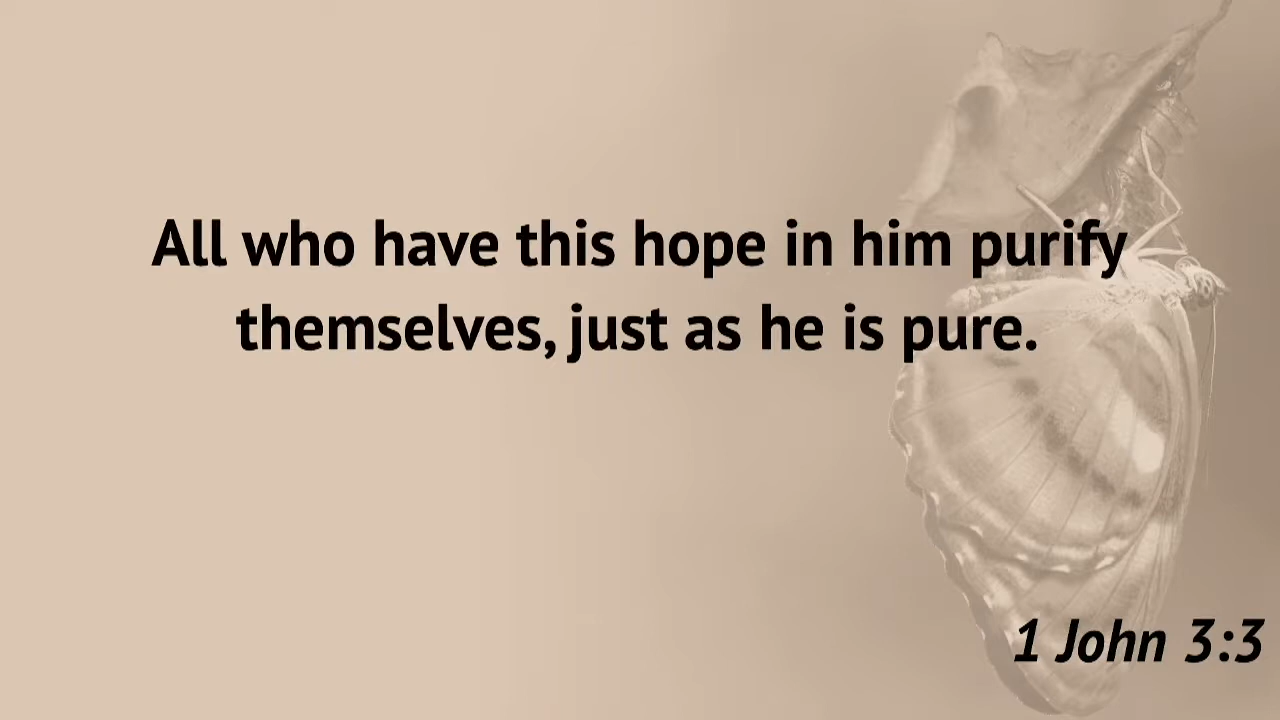 All who have this hope in him purify
themselves, just as he is pure.
1 John 3:3